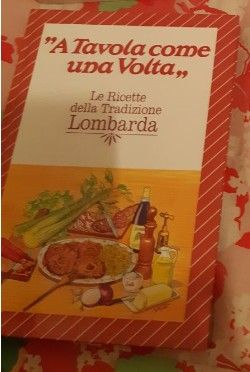 "A Tavola come
una Volta„
Le Ricette
della Tradizione
Lombarda